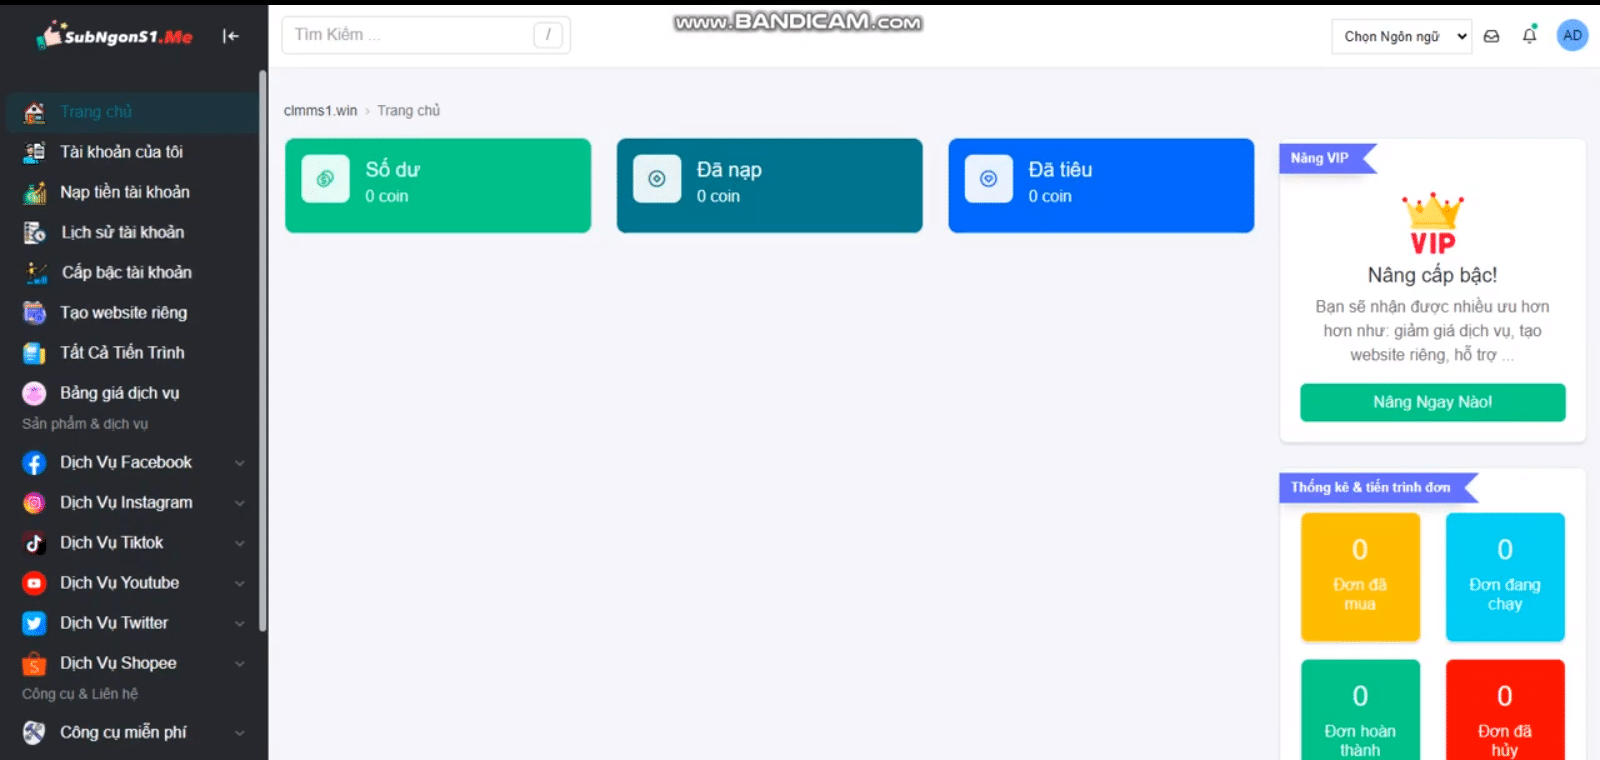 SubNgonS1.Me
Tìm Kiếm ...
/
www.BANDICAM.com
Chọn Ngôn ngữ
AD
Trang chủ
Tài khoản của tôi
Nạp tiền tài khoản
Lịch sử tài khoản
Cấp bậc tài khoản
Tạo website riêng
Tất Cả Tiến Trình
Bảng giá dịch vụ
Sản phẩm & dịch vụ
Dịch Vụ Facebook
Dịch Vụ Instagram
Dịch Vụ Tiktok
Dịch Vụ Youtube
Dịch Vụ Twitter
Dịch Vụ Shopee
Công cụ & Liên hệ
Công cụ miễn phí
clmms1.win › Trang chủ
Số dư
0 coin
Đã nạp
0 coin
Đã tiêu
0 coin
Nâng VIP
VIP
Nâng cấp bậc!
Bạn sẽ nhận được nhiều ưu hơn
hơn như: giảm giá dịch vụ, tạo
website riêng, hỗ trợ ...
Nâng Ngay Nào!
Thống kê & tiến trình đơn
0
Đơn đã
mua
0
Đơn đang
chạy
0
Đơn hoàn
thành
0
Đơn đã
hủy